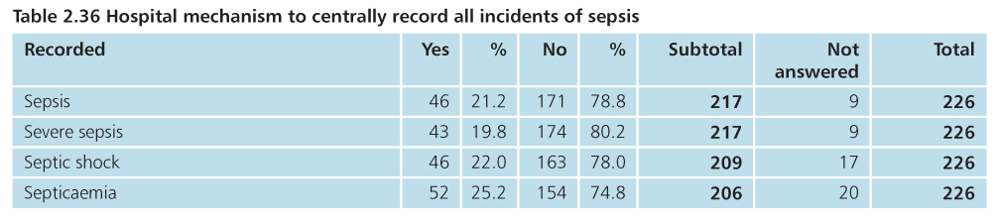 Table 2.36 Hospital mechanism to centrally record all incidents of sepsis
Recorded Yes % No % Subtotal Not answered Total
Sepsis 46 21.2 171 78.8 217 9 226
Severe sepsis 43 19.8 174 80.2 217 9 226
Septic shock 46 22.0 163 78.0 209 17 226
Septicaemia 52 25.2 154 74.8 206 20 226